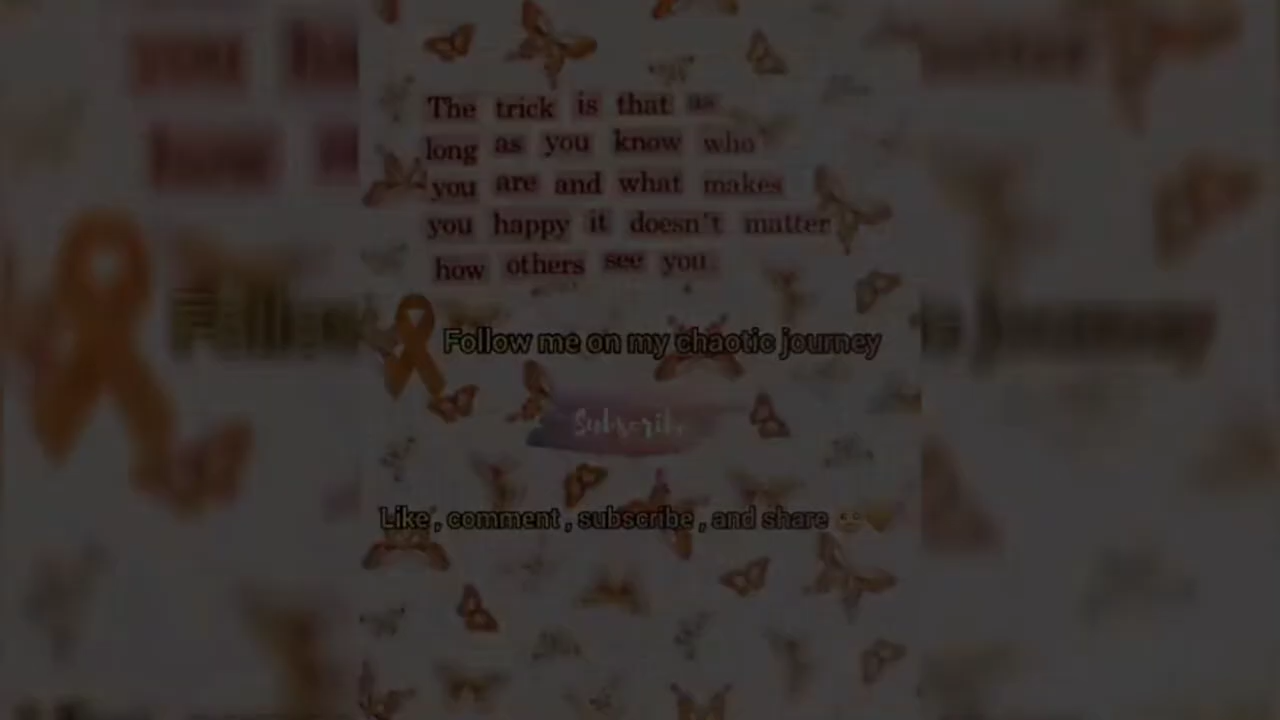 The trick is that as
long as you know who
you are and what makes
you happy it doesn't matter
how others see you.
Follow me on my chaotic journey
Subscribe
Like , comment , subscribe , and share